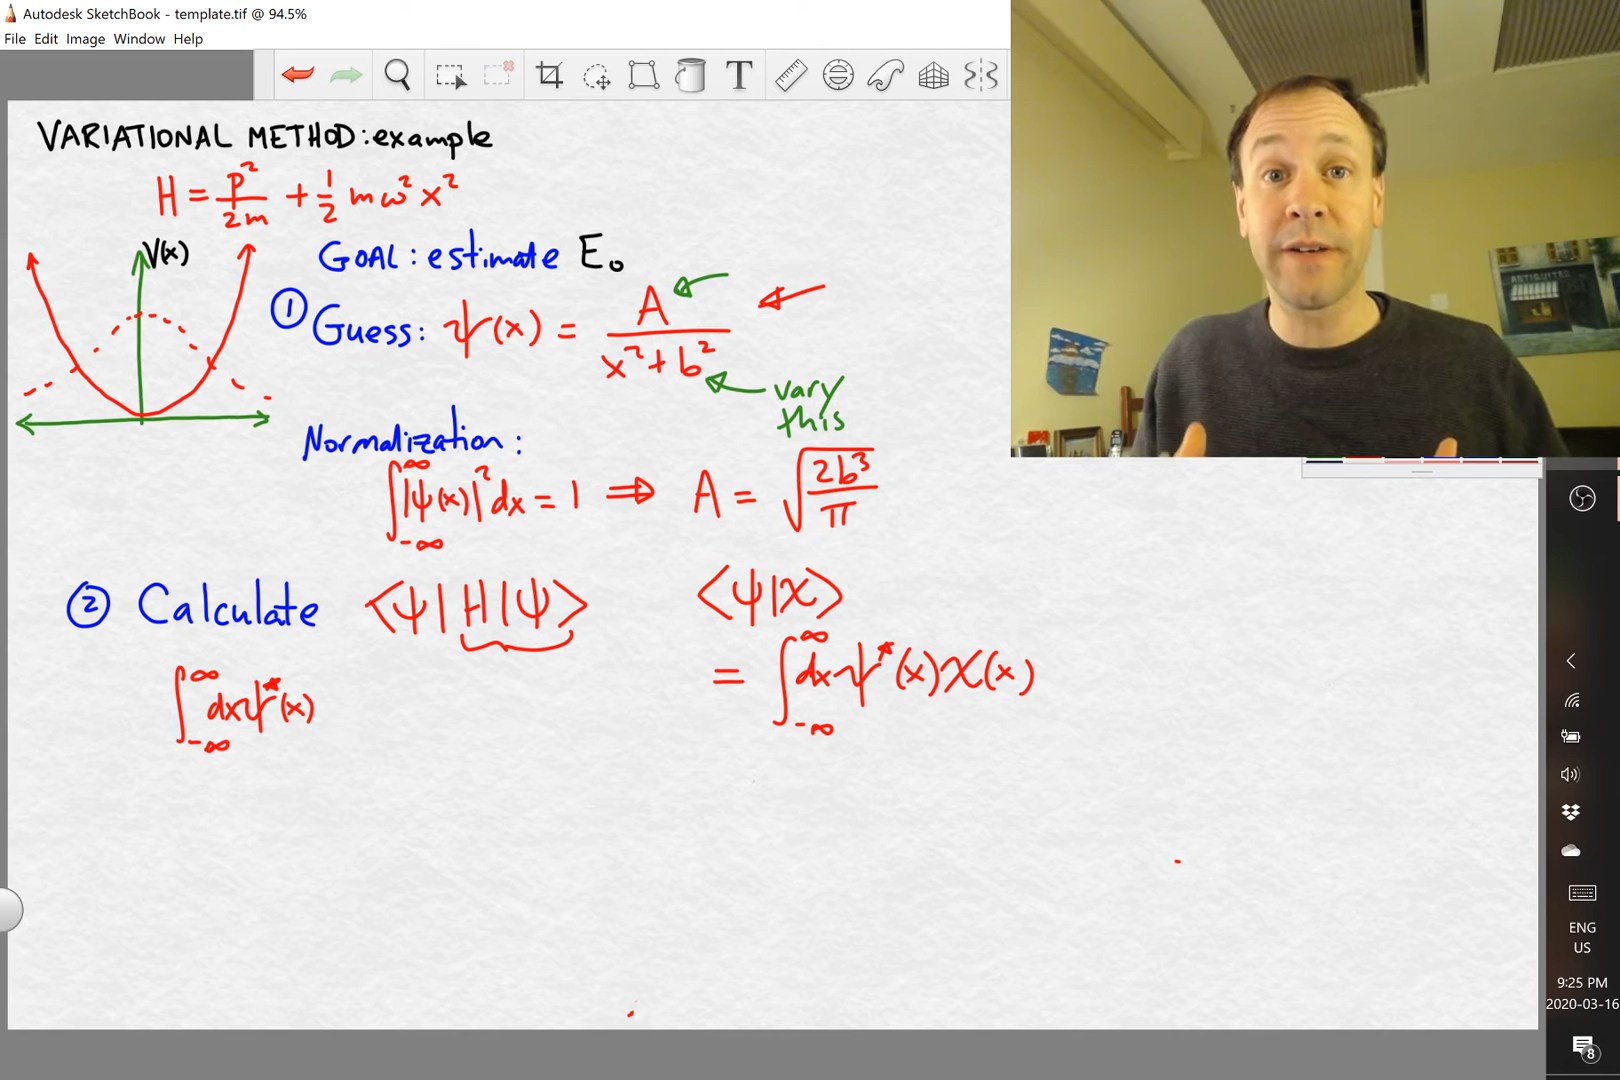 Autodesk SketchBook - template.tif @ 94.5%
File Edit Image Window Help
VARIATIONAL METHOD: example
H = p²/2m + 1/2 mω²x²
V(x)
GOAL: estimate E₀
① Guess: ψ(x) = A/(x² + b²)
vary
this
Normalization:
∫_{-∞}^{∞} |ψ(x)|² dx = 1 ⇒ A = √(2b³/π)
② Calculate ⟨ψ|H|ψ⟩ ⟨ψ|χ⟩
∫_{-∞}^{∞} dx ψ*(x) = ∫_{-∞}^{∞} dx ψ*(x) χ(x)
ANTIQUITES
T
ENG
US
9:25 PM
2020-03-16
8